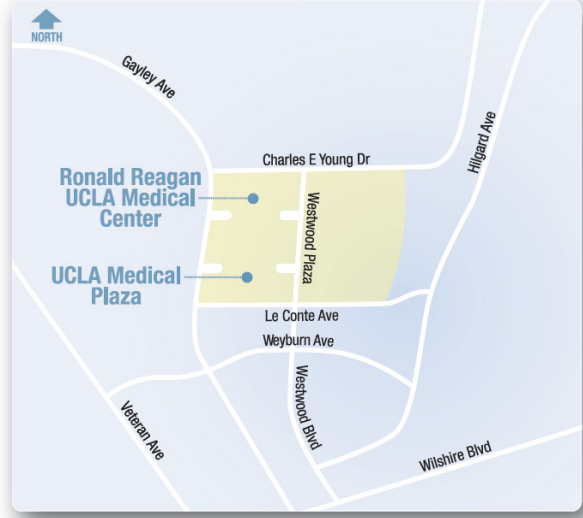 NORTH
Gayley Ave
Charles E Young Dr
Hilgard Ave
Ronald Reagan
UCLA Medical
Center
Westwood Plaza
UCLA Medical
Plaza
Le Conte Ave
Weyburn Ave
Westwood Blvd
Veteran Ave
Wilshire Blvd